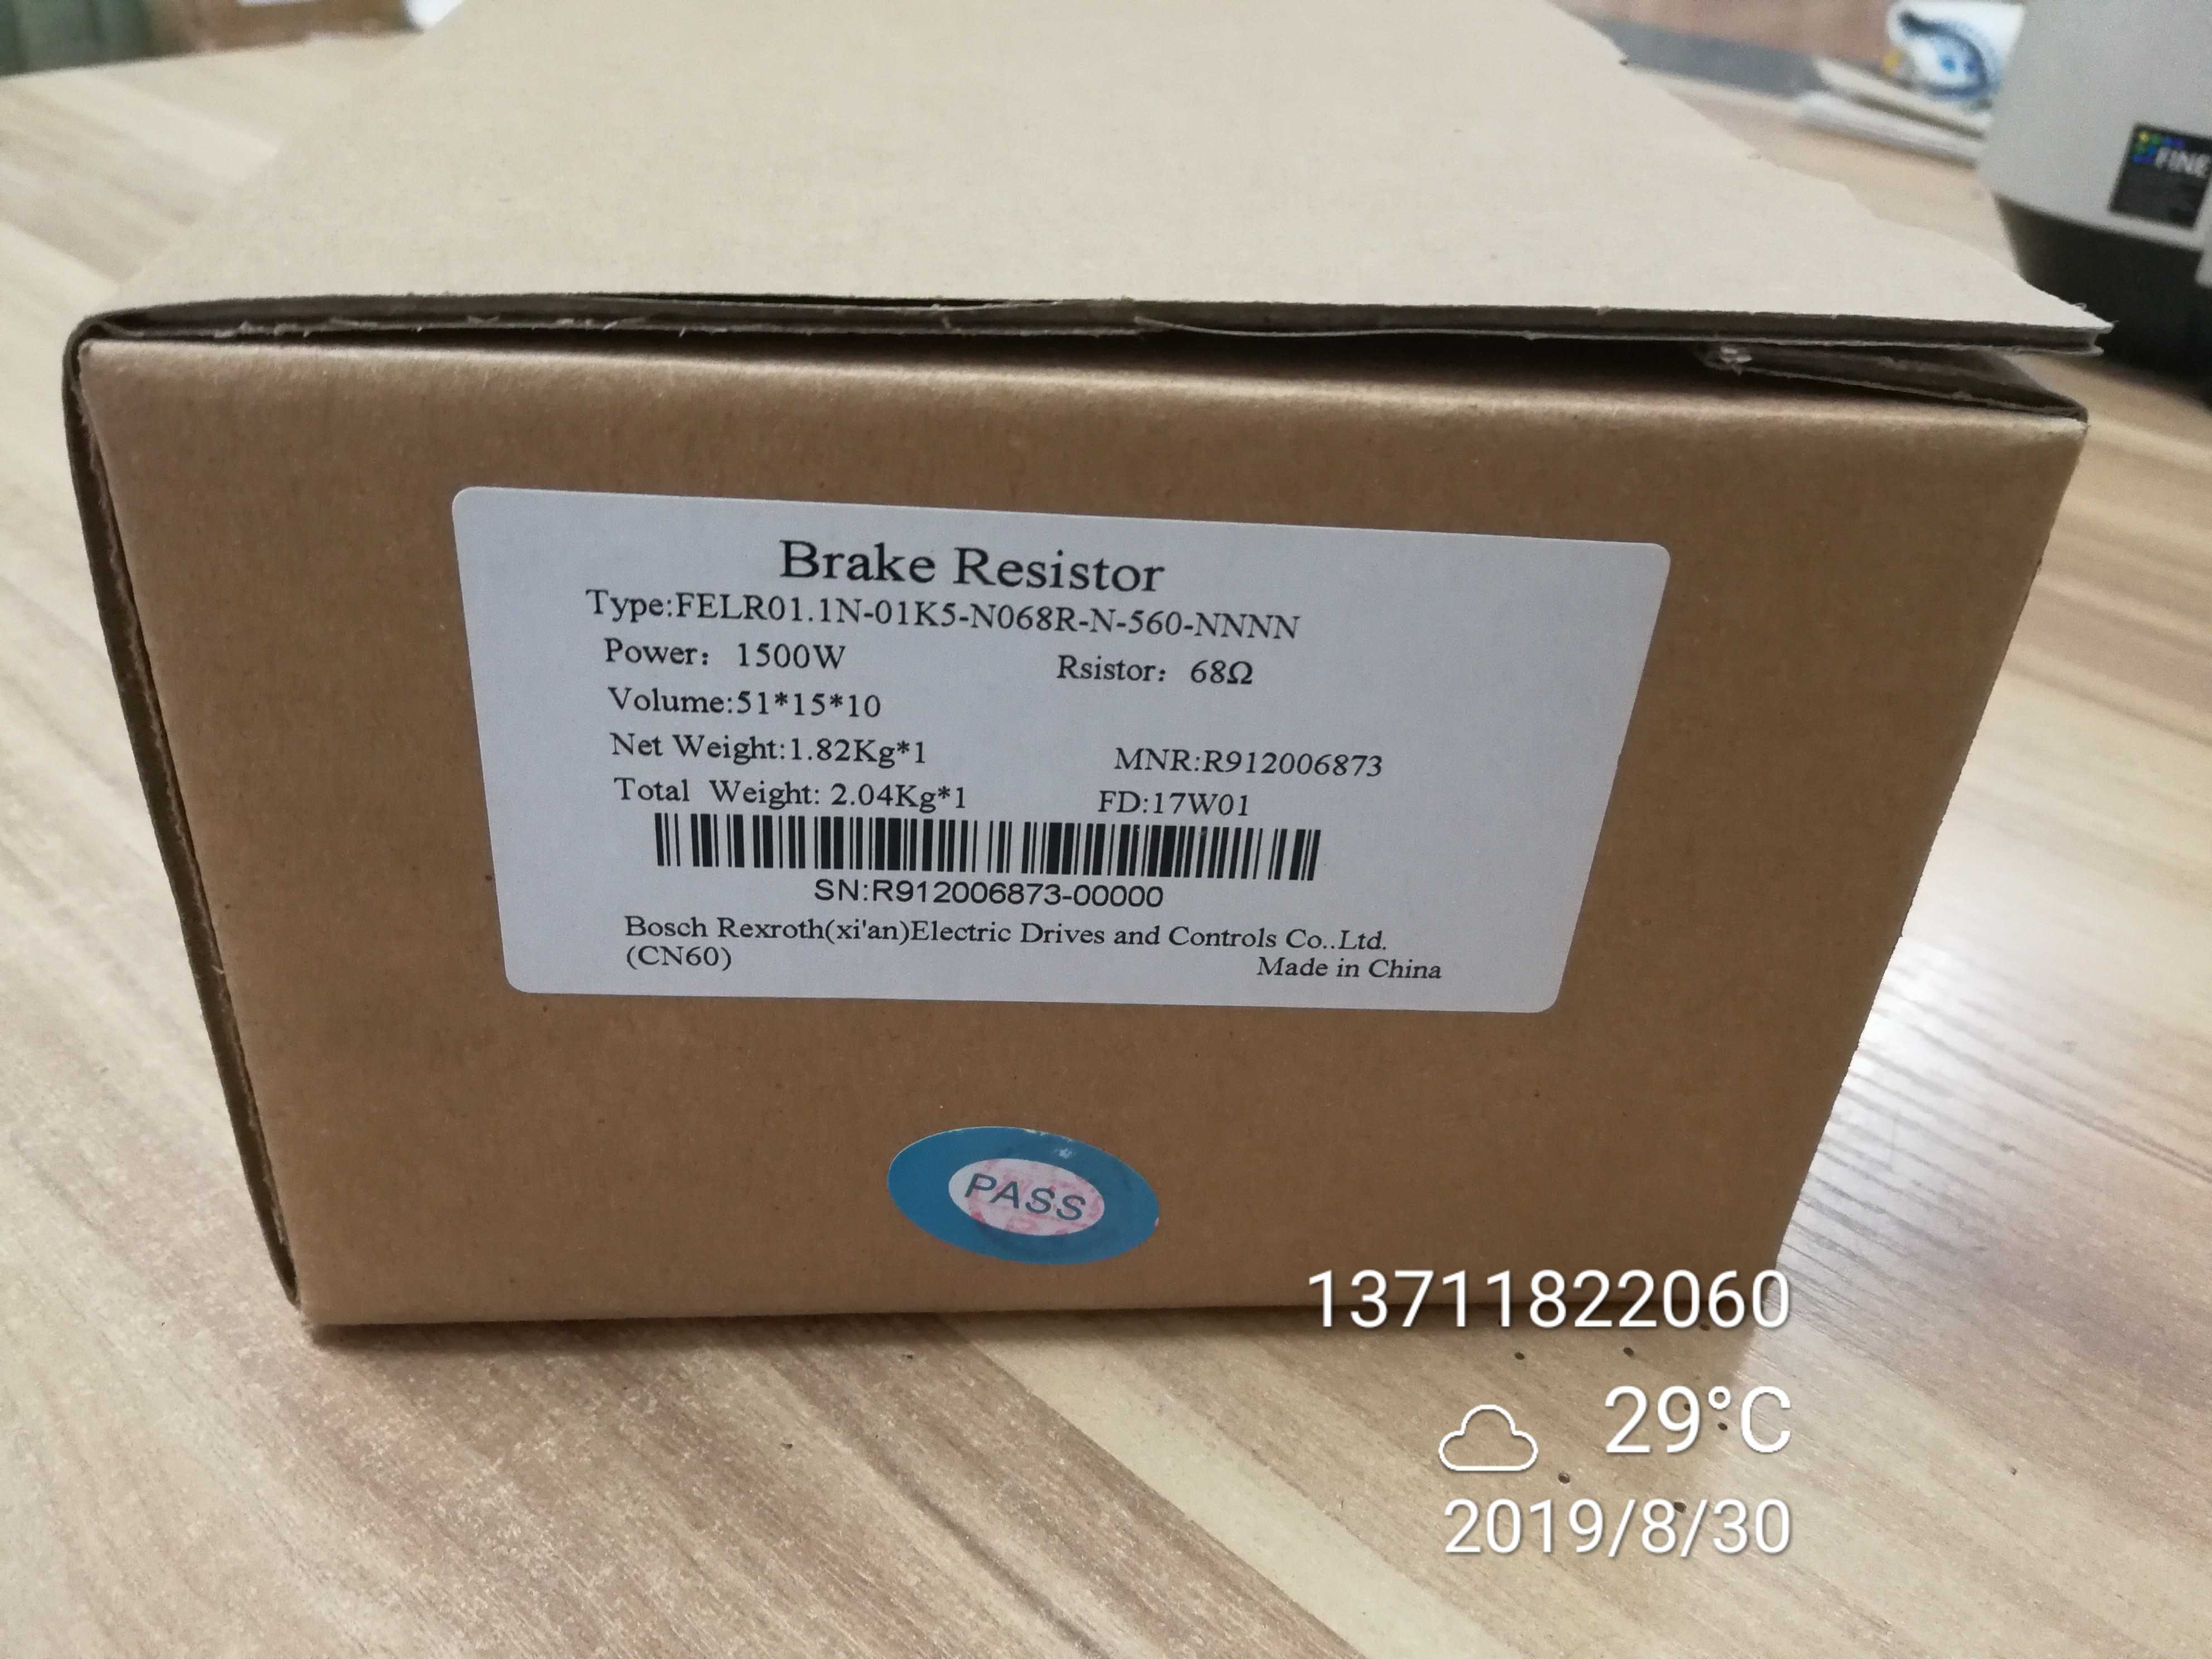 FINE
Brake Resistor
Type:FELR01.1N-01K5-N068R-N-560-NNNN
Power: 1500W Rsistor: 68Ω
Volume:51*15*10
Net Weight:1.82Kg*1 MNR:R912006873
Total Weight: 2.04Kg*1 FD:17W01
SN:R912006873-00000
Bosch Rexroth(xi'an)Electric Drives and Controls Co..Ltd.
(CN60) Made in China
PASS
13711822060
29°C
2019/8/30